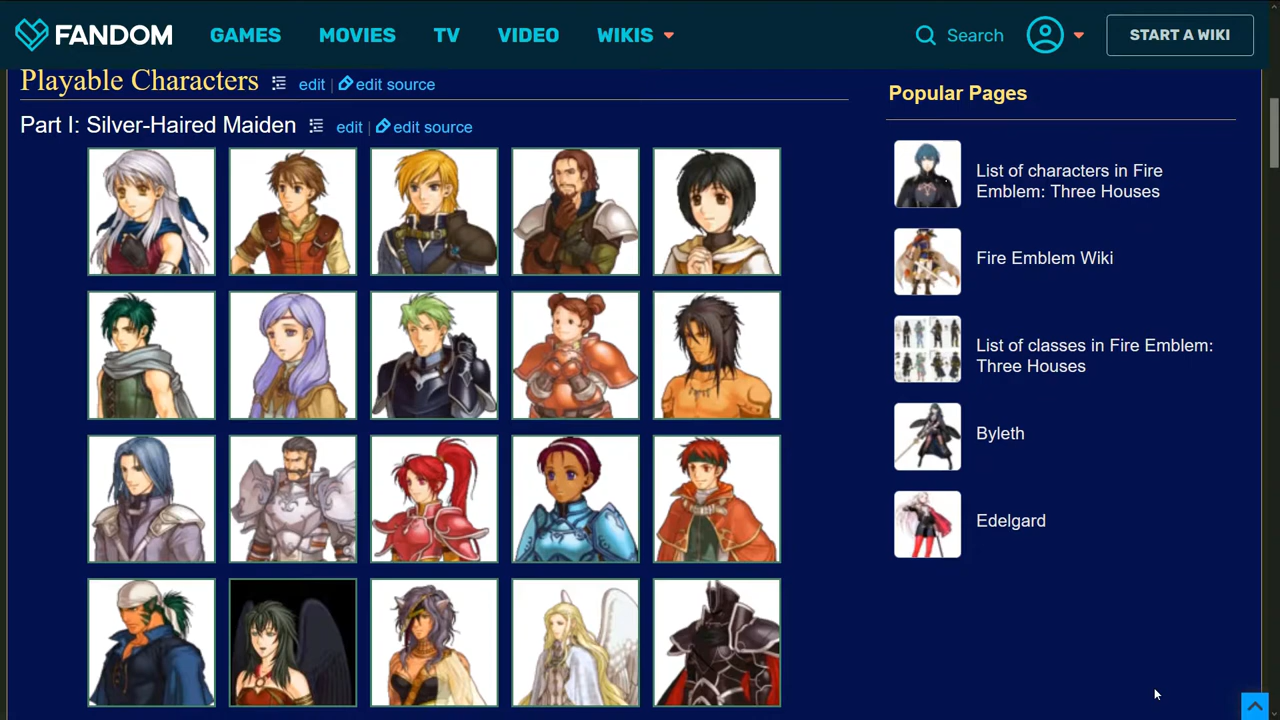 FANDOM GAMES MOVIES TV VIDEO WIKIS Search START A WIKI
Playable Characters edit | edit source
Part I: Silver-Haired Maiden edit | edit source
Popular Pages
List of characters in Fire
Emblem: Three Houses
Fire Emblem Wiki
List of classes in Fire Emblem:
Three Houses
Byleth
Edelgard